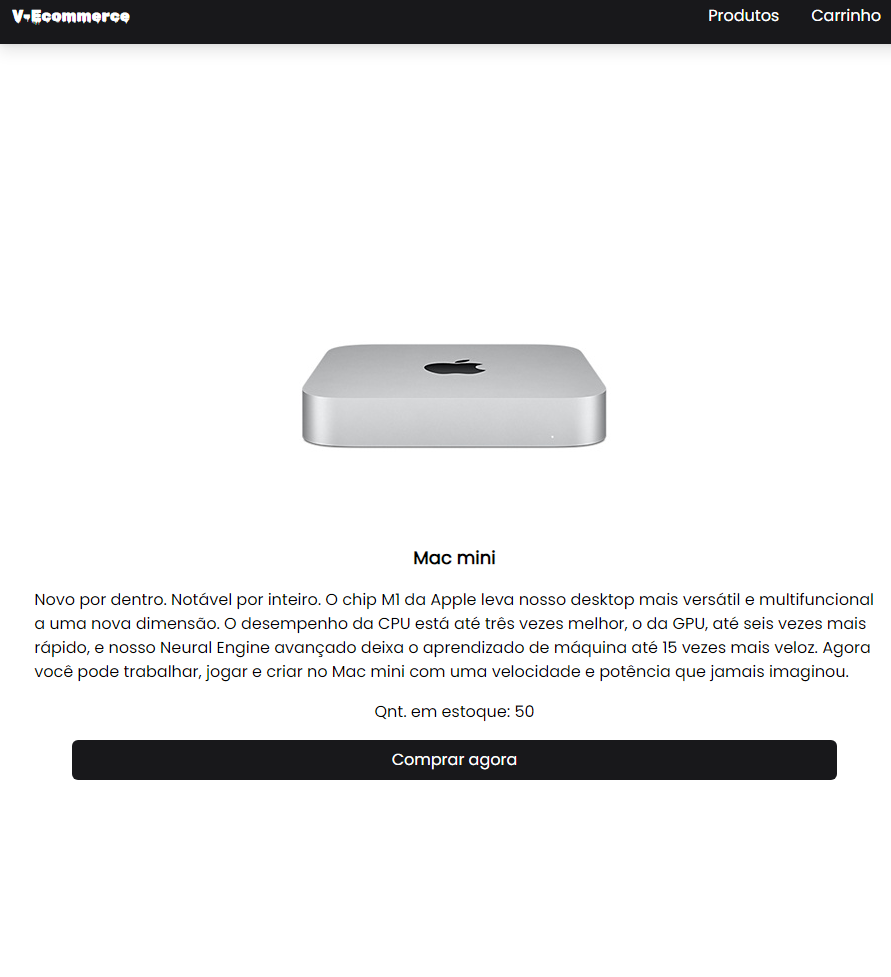 V-Ecommerce
Produtos
Carrinho
Mac mini
Novo por dentro. Notável por inteiro. O chip M1 da Apple leva nosso desktop mais versátil e multifuncional
a uma nova dimensão. O desempenho da CPU está até três vezes melhor, o da GPU, até seis vezes mais
rápido, e nosso Neural Engine avançado deixa o aprendizado de máquina até 15 vezes mais veloz. Agora
você pode trabalhar, jogar e criar no Mac mini com uma velocidade e potência que jamais imaginou.
Qnt. em estoque: 50
Comprar agora